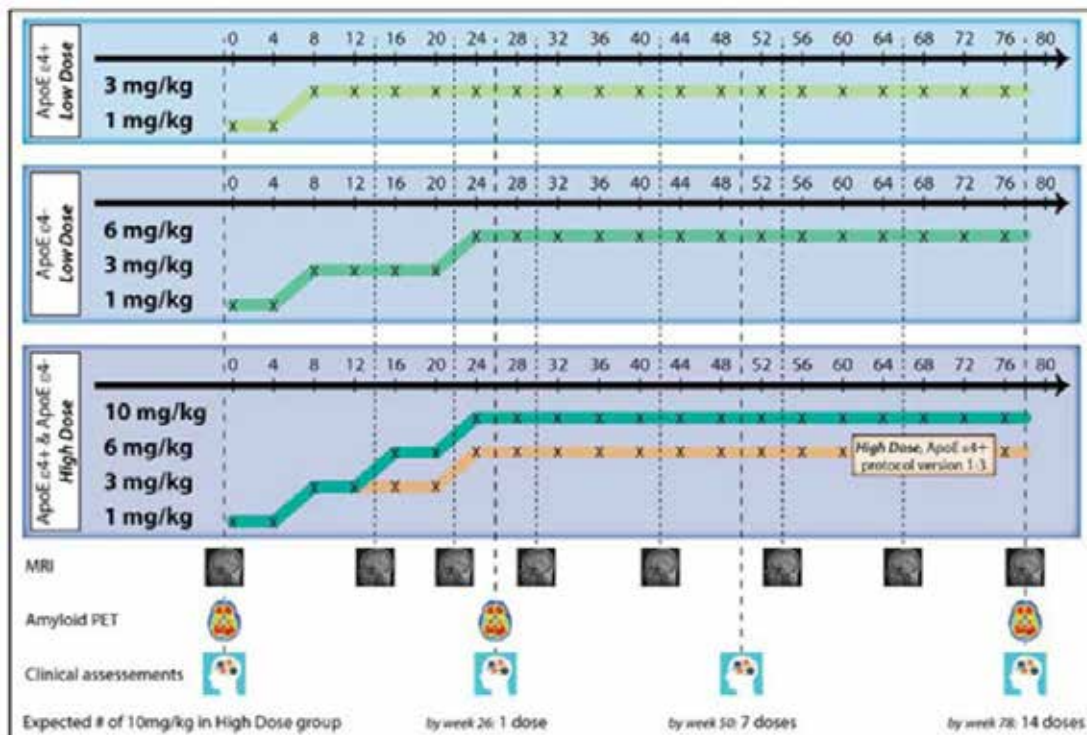 ApoE ε4+
Low Dose
0 4 8 12 16 20 24 28 32 36 40 44 48 52 56 60 64 68 72 76 80
3 mg/kg
1 mg/kg
ApoE ε4-
Low Dose
0 4 8 12 16 20 24 28 32 36 40 44 48 52 56 60 64 68 72 76 80
6 mg/kg
3 mg/kg
1 mg/kg
ApoE ε4+ & ApoE ε4-
High Dose
0 4 8 12 16 20 24 28 32 36 40 44 48 52 56 60 64 68 72 76 80
10 mg/kg
6 mg/kg
3 mg/kg
1 mg/kg
High Dose, ApoE ε4+
protocol version 1-3
MRI
Amyloid PET
Clinical assessements
Expected # of 10mg/kg in High Dose group by week 26: 1 dose by week 50: 7 doses by week 78: 14 doses